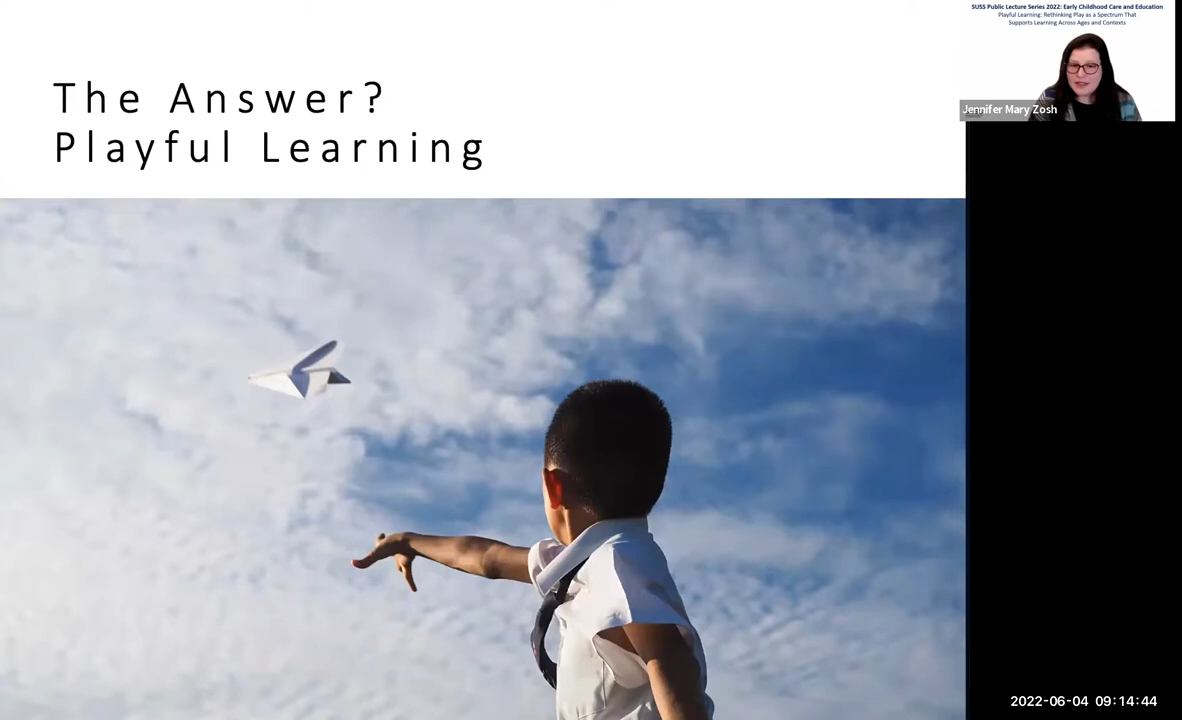 The Answer?
Playful Learning
SUSS Public Lecture Series 2022: Early Childhood Care and Education
Playful Learning: Rethinking Play as a Spectrum That
Supports Learning Across Ages and Contexts
Jennifer Mary Zosh
2022-06-04 09:14:44